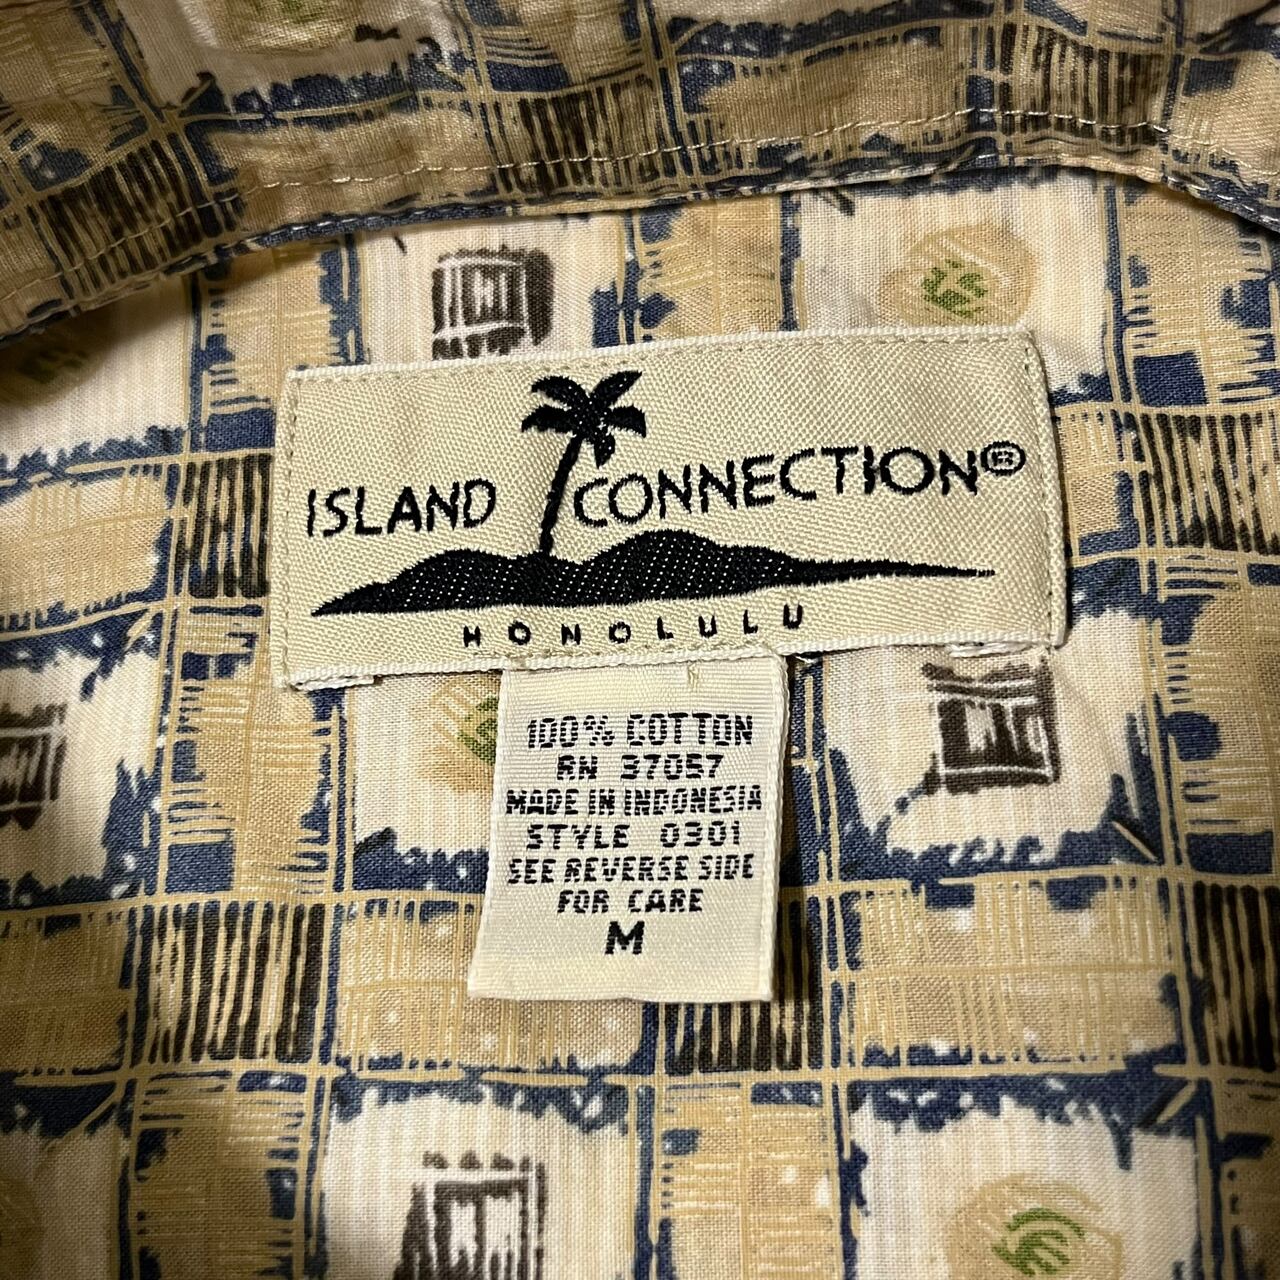 ISLAND CONNECTION®
HONOLULU
100% COTTON
RN 37057
MADE IN INDONESIA
STYLE 0301
SEE REVERSE SIDE
FOR CARE
M